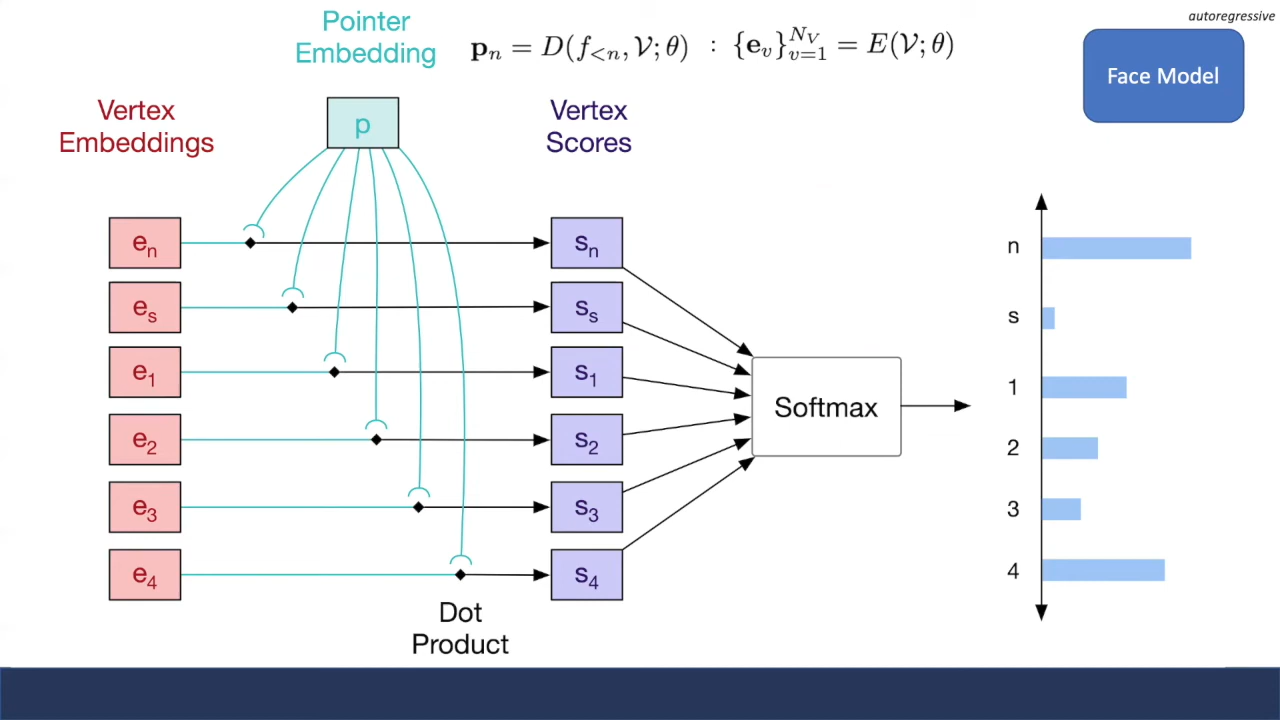 autoregressive
Pointer
Embedding
pₙ = D(f<ₙ, 𝒱; θ) : {eᵥ}ᵥ₌₁^{N_V} = E(𝒱; θ)
Face Model
Vertex
Embeddings
p
Vertex
Scores
eₙ
sₙ
n
eₛ
sₛ
s
e₁
s₁
1
Softmax
e₂
s₂
2
e₃
s₃
3
e₄
s₄
4
Dot
Product